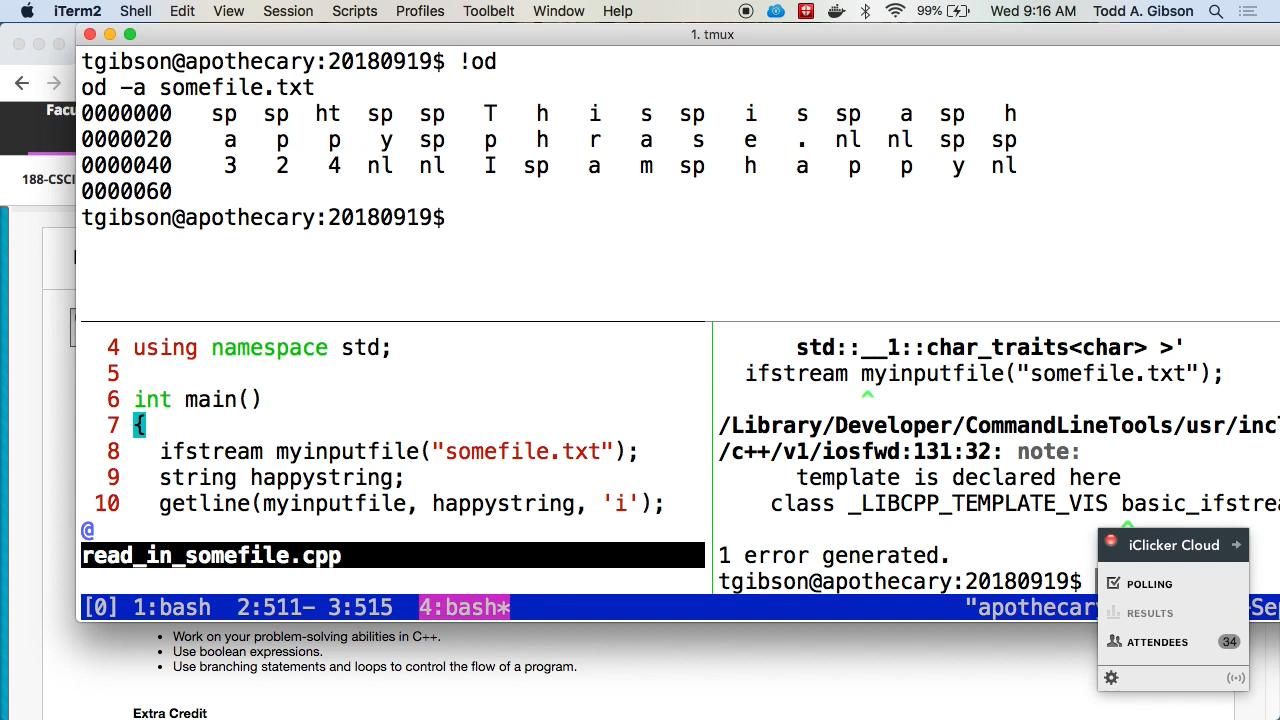 iTerm2 Shell Edit View Session Scripts Profiles Toolbelt Window Help 99% Wed 9:16 AM Todd A. Gibson
1. tmux
tgibson@apothecary:20180919$ !od
od -a somefile.txt
0000000 sp sp ht sp sp T h i s sp i s sp a sp h
0000020 a p p y sp p h r a s e . nl nl sp sp
0000040 3 2 4 nl nl I sp a m sp h a p p y nl
0000060
tgibson@apothecary:20180919$
Facu
188-CSCI
4 using namespace std;
5
6 int main()
7 {
8 ifstream myinputfile("somefile.txt");
9 string happystring;
10 getline(myinputfile, happystring, 'i');
@
read_in_somefile.cpp
std::__1::char_traits<char> >'
ifstream myinputfile("somefile.txt");
^
/Library/Developer/CommandLineTools/usr/incl
/c++/v1/iosfwd:131:32: note:
template is declared here
class _LIBCPP_TEMPLATE_VIS basic_ifstrea
^
1 error generated.
tgibson@apothecary:20180919$
[0] 1:bash 2:511- 3:515 4:bash* "apothecary Sep
iClicker Cloud
POLLING
RESULTS
ATTENDEES 34
• Work on your problem-solving abilities in C++.
• Use boolean expressions.
• Use branching statements and loops to control the flow of a program.
Extra Credit